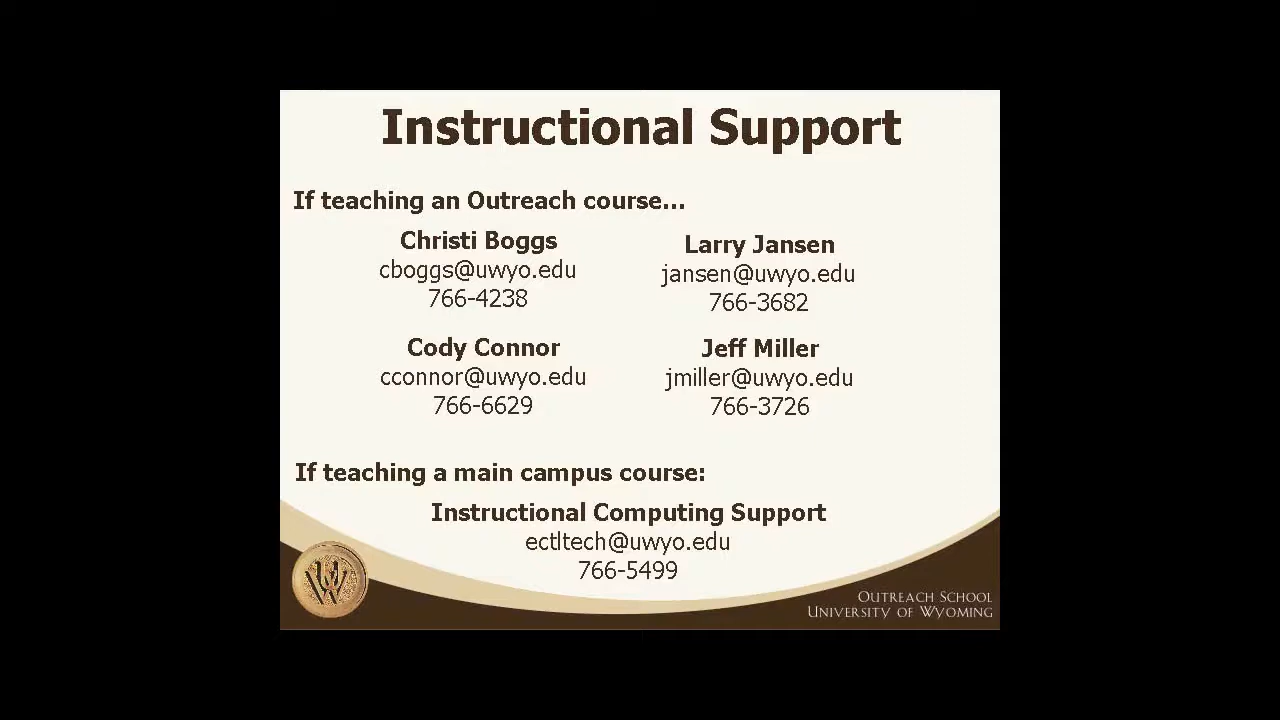 Instructional Support
If teaching an Outreach course...
Christi Boggs
cboggs@uwyo.edu
766-4238
Larry Jansen
jansen@uwyo.edu
766-3682
Cody Connor
cconnor@uwyo.edu
766-6629
Jeff Miller
jmiller@uwyo.edu
766-3726
If teaching a main campus course:
Instructional Computing Support
ectltech@uwyo.edu
766-5499
UW
OUTREACH SCHOOL
UNIVERSITY OF WYOMING